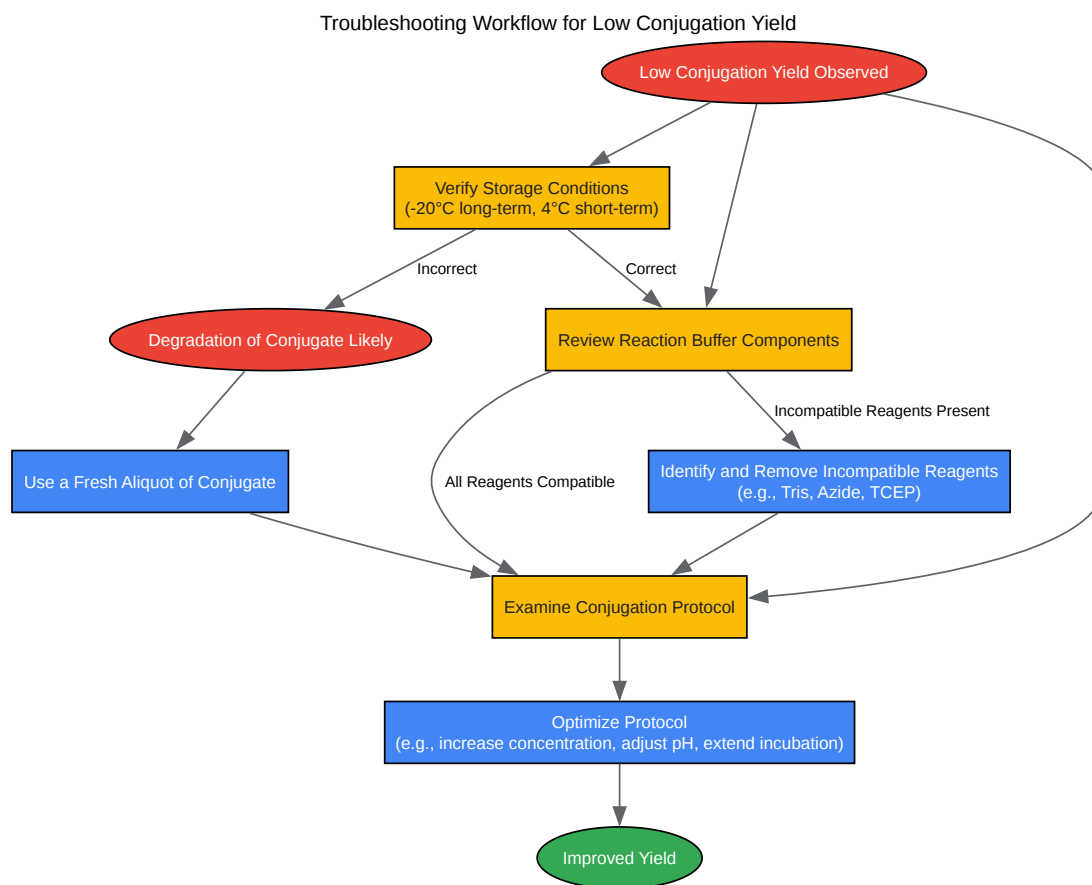 Troubleshooting Workflow for Low Conjugation Yield
Low Conjugation Yield Observed
Verify Storage Conditions
(-20°C long-term, 4°C short-term)
Incorrect
Correct
Degradation of Conjugate Likely
Review Reaction Buffer Components
Incompatible Reagents Present
Use a Fresh Aliquot of Conjugate
All Reagents Compatible
Identify and Remove Incompatible Reagents
(e.g., Tris, Azide, TCEP)
Examine Conjugation Protocol
Optimize Protocol
(e.g., increase concentration, adjust pH, extend incubation)
Improved Yield